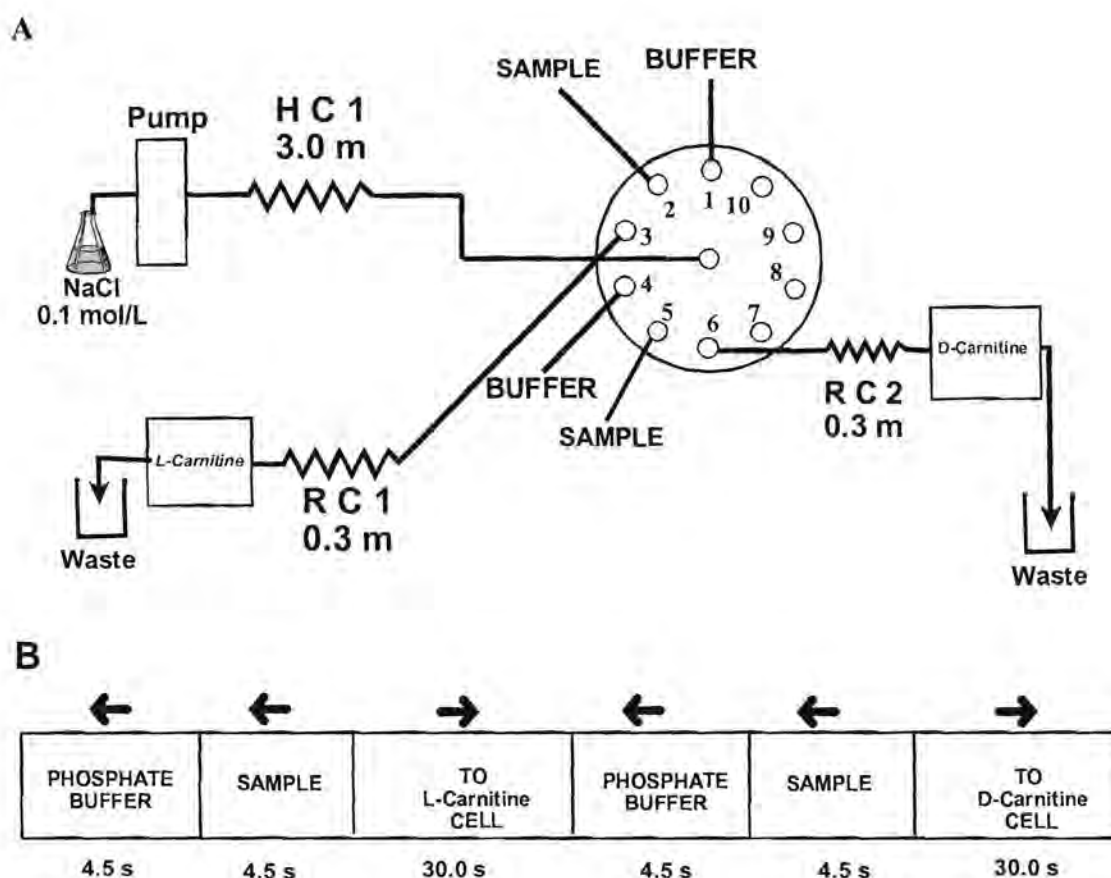 A
SAMPLE
BUFFER
Pump
H C 1
3.0 m
1
10
2
3
9
4
8
5
6
7
NaCl
0.1 mol/L
BUFFER
SAMPLE
D-Carnitine
R C 2
0.3 m
L-Carnitine
R C 1
0.3 m
Waste
Waste
B
PHOSPHATE
BUFFER
SAMPLE
TO
L-Carnitine
CELL
PHOSPHATE
BUFFER
SAMPLE
TO
D-Carnitine
CELL
4.5 s
4.5 s
30.0 s
4.5 s
4.5 s
30.0 s